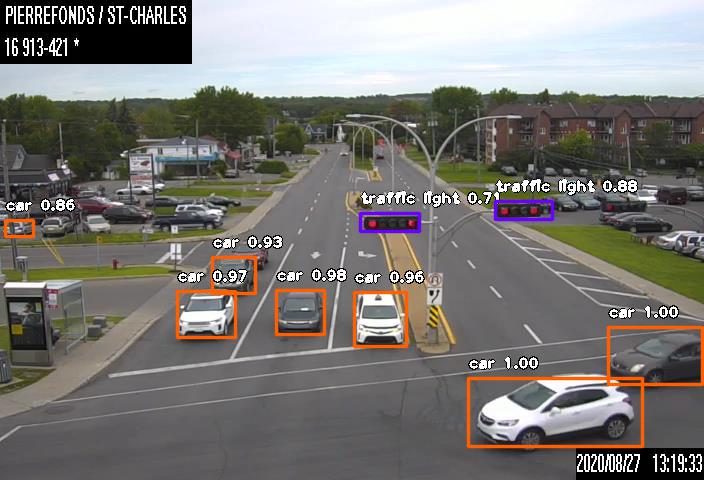 PIERREFONDS / ST-CHARLES
16 913-421 *
traffic light 0.71
traffic light 0.88
car 0.86
car 0.93
car 0.97
car 0.98
car 0.96
car 1.00
car 1.00
2020/08/27 13:19:33